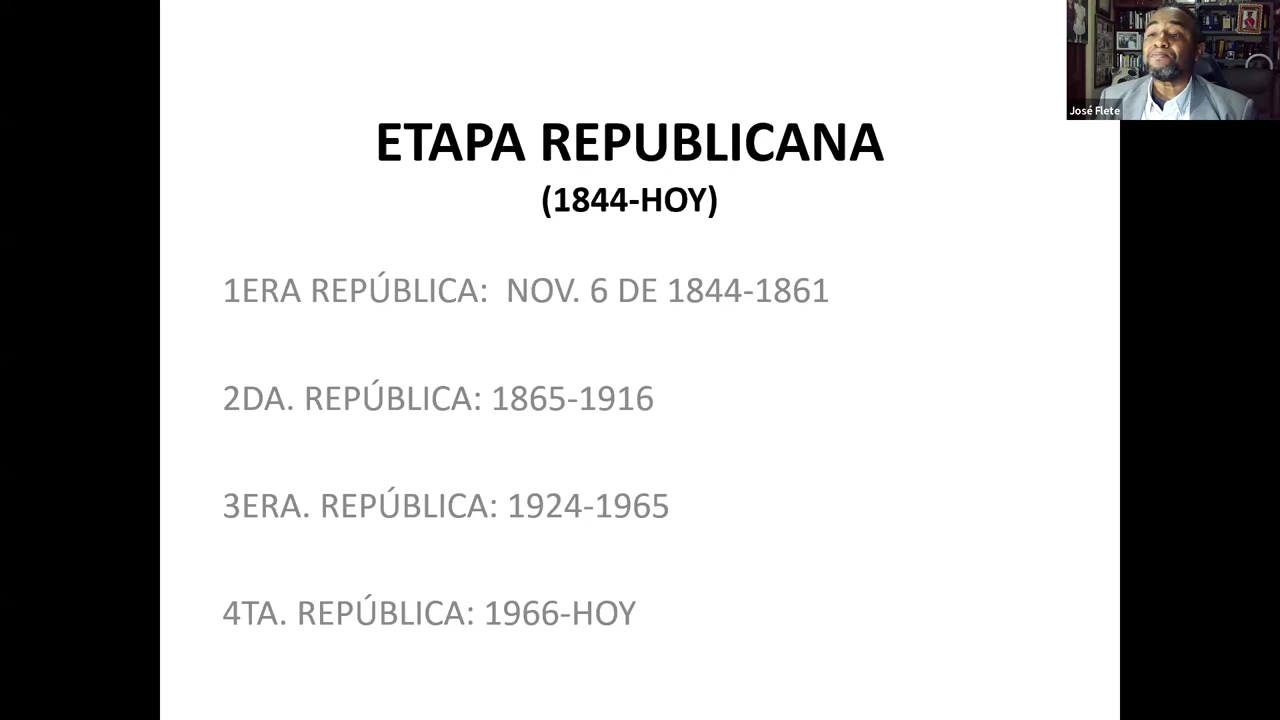 José Flete
ETAPA REPUBLICANA
(1844-HOY)
1ERA REPÚBLICA:  NOV. 6 DE 1844-1861
2DA. REPÚBLICA: 1865-1916
3ERA. REPÚBLICA: 1924-1965
4TA. REPÚBLICA: 1966-HOY